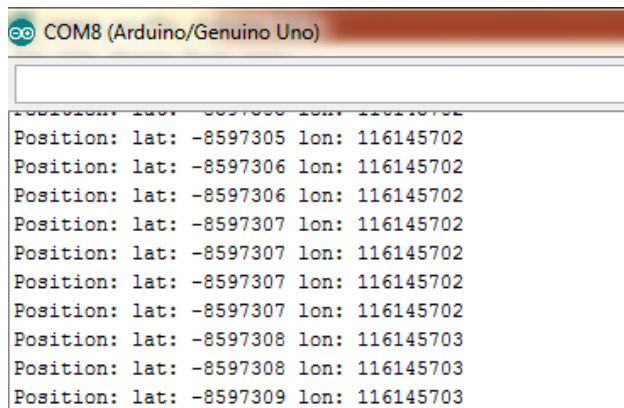 COM8 (Arduino/Genuino Uno)
Position: lat: -8597305 lon: 116145702
Position: lat: -8597306 lon: 116145702
Position: lat: -8597306 lon: 116145702
Position: lat: -8597307 lon: 116145702
Position: lat: -8597307 lon: 116145702
Position: lat: -8597307 lon: 116145702
Position: lat: -8597307 lon: 116145702
Position: lat: -8597308 lon: 116145703
Position: lat: -8597308 lon: 116145703
Position: lat: -8597309 lon: 116145703